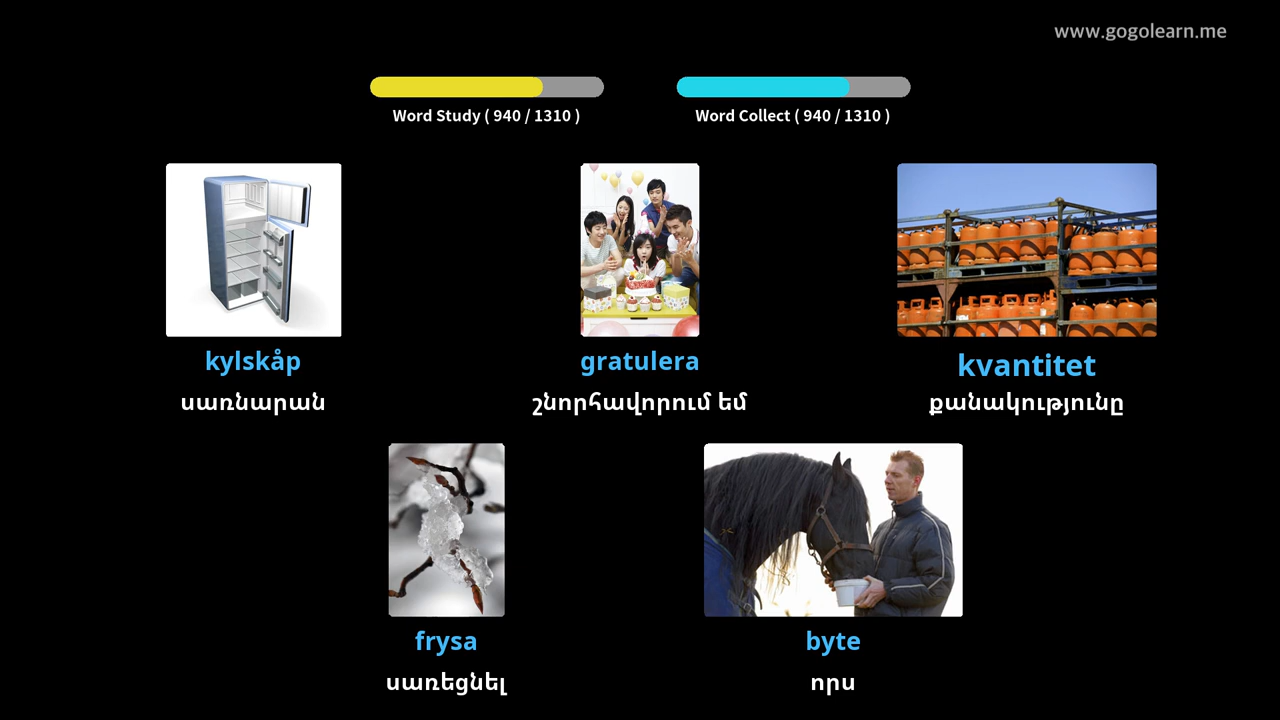 www.gogolearn.me
Word Study ( 940 / 1310 )
Word Collect ( 940 / 1310 )
kylskåp
սառնարան
gratulera
շնորհավորում եմ
kvantitet
քանակությունը
frysa
սառեցնել
byte
որս